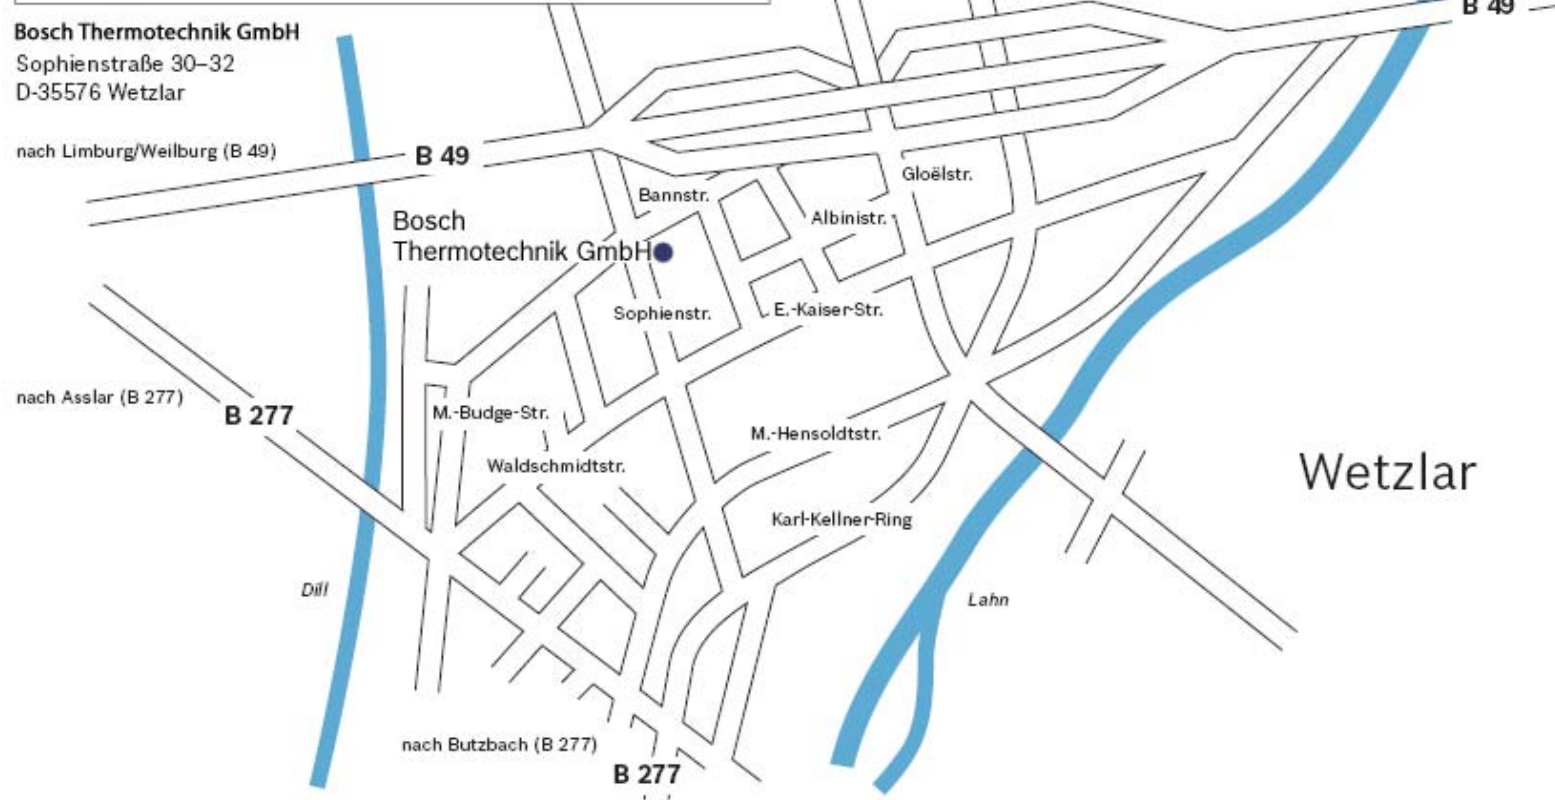 B 49
Bosch Thermotechnik GmbH
Sophienstraße 30–32
D-35576 Wetzlar
nach Limburg/Weilburg (B 49)
B 49
Gloëlstr.
Bannstr.
Albinistr.
Bosch
Thermotechnik GmbH
Sophienstr.
E.-Kaiser-Str.
nach Asslar (B 277)
B 277
M.-Budge-Str.
M.-Hensoldtstr.
Waldschmidtstr.
Wetzlar
Karl-Kellner-Ring
Dill
Lahn
nach Butzbach (B 277)
B 277